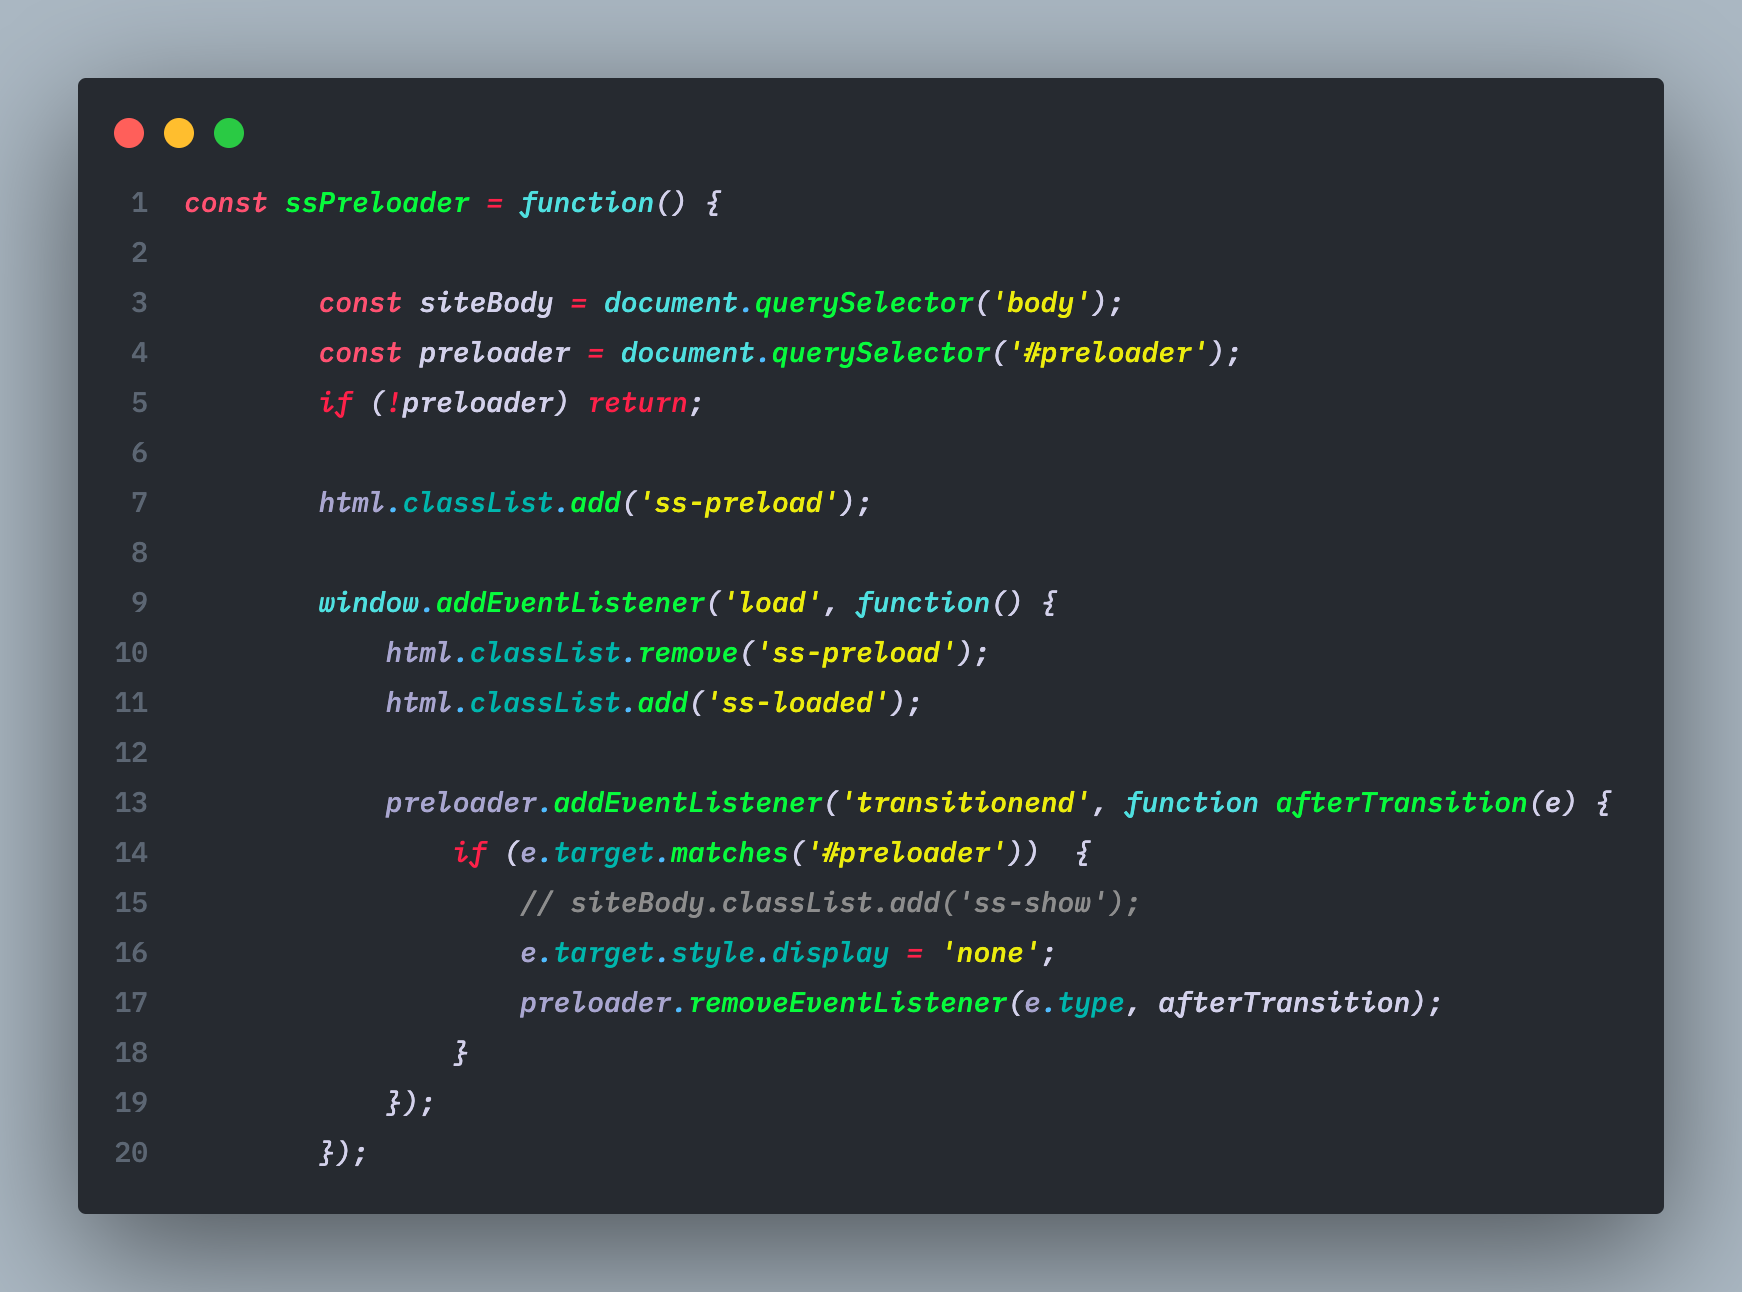 1 const ssPreloader = function() {
2
3         const siteBody = document.querySelector('body');
4         const preloader = document.querySelector('#preloader');
5         if (!preloader) return;
6
7         html.classList.add('ss-preload');
8
9         window.addEventListener('load', function() {
10             html.classList.remove('ss-preload');
11             html.classList.add('ss-loaded');
12
13             preloader.addEventListener('transitionend', function afterTransition(e) {
14                 if (e.target.matches('#preloader'))  {
15                     // siteBody.classList.add('ss-show');
16                     e.target.style.display = 'none';
17                     preloader.removeEventListener(e.type, afterTransition);
18                 }
19             });
20         });